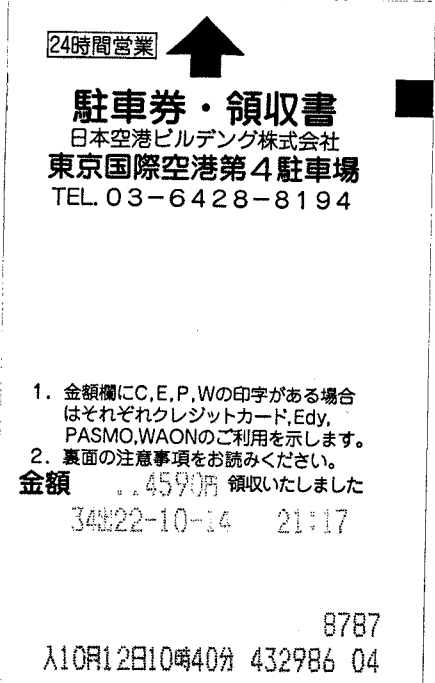 24時間営業
駐車券・領収書
日本空港ビルデング株式会社
東京国際空港第4駐車場
TEL.03-6428-8194
1. 金額欄にC,E,P,Wの印字がある場合
はそれぞれクレジットカード,Edy,
PASMO,WAONのご利用を示します。
2. 裏面の注意事項をお読みください。
金額 ..4590円 領収いたしました
34出22-10-14 21:17
8787
入10月12日10時40分 432986 04